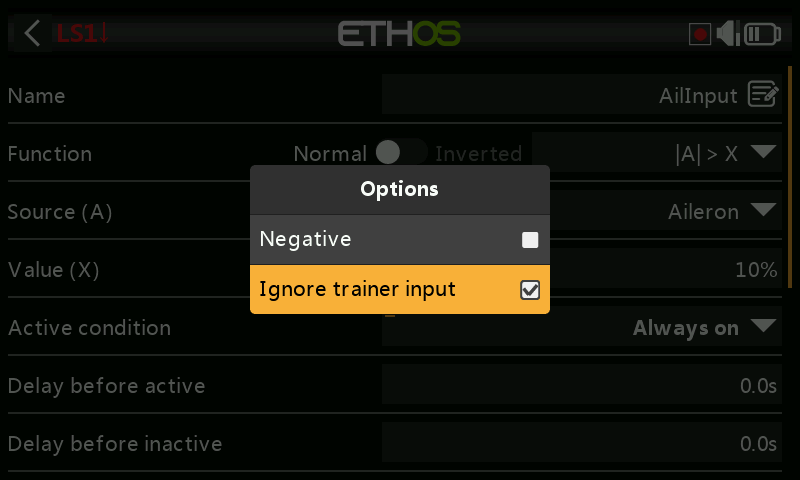 LS1↓ ETHOS
Name AilInput
Function Normal Inverted |A| > X
Options
Source (A) Aileron
Negative
Value (X) 10%
Ignore trainer input
Active condition Always on
Delay before active 0.0s
Delay before inactive 0.0s